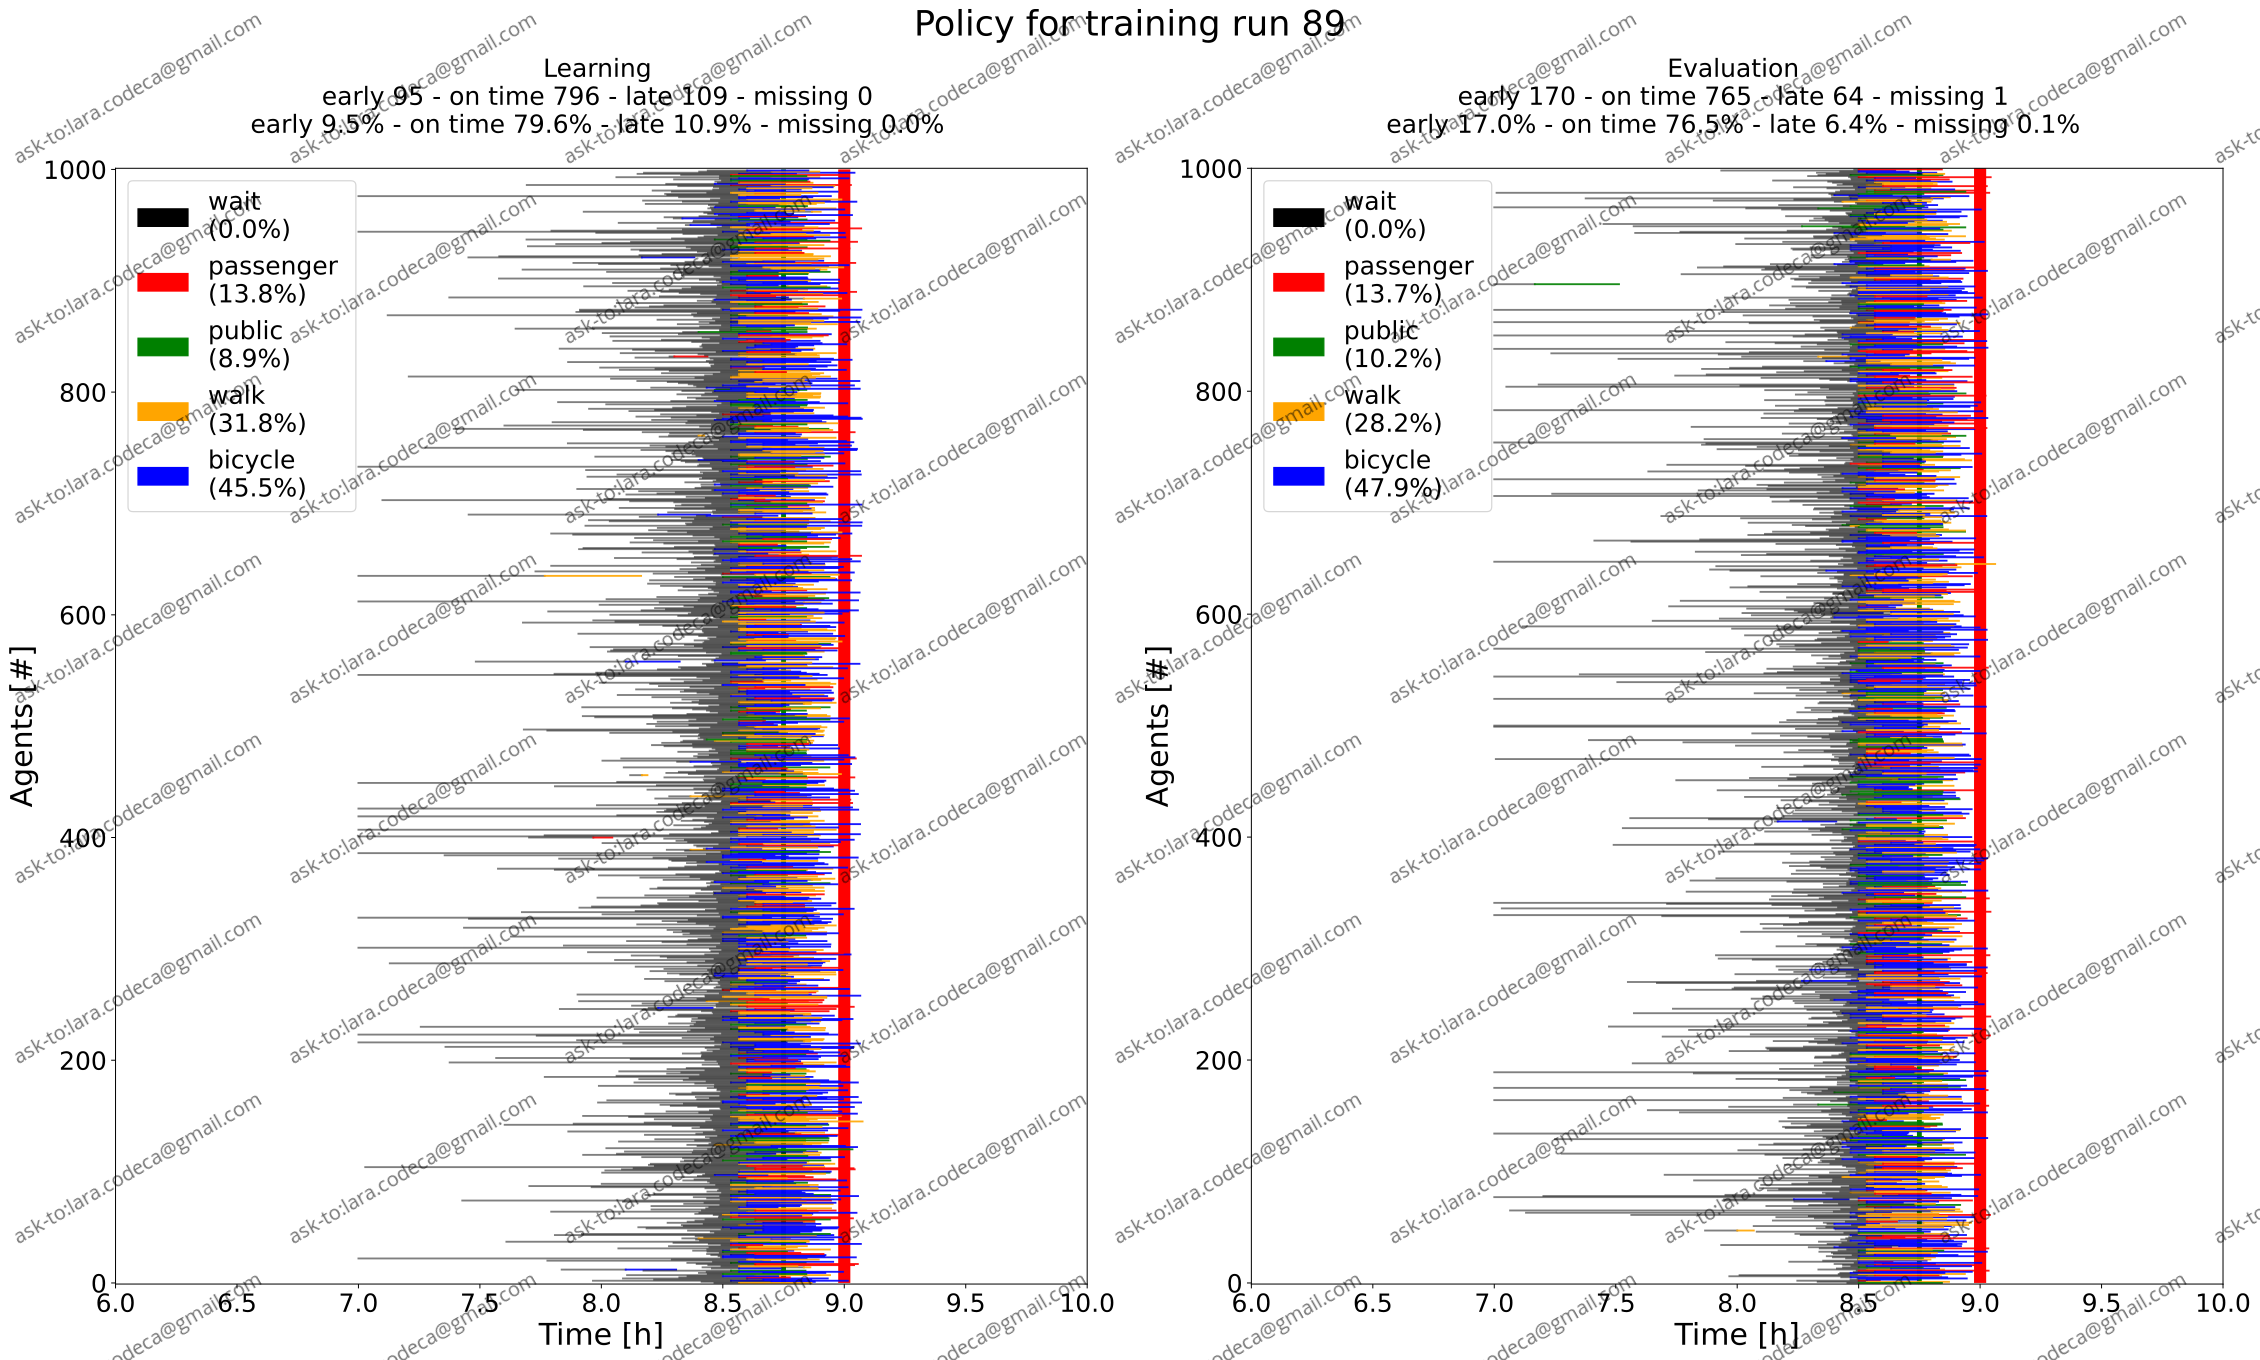 Policy for training run 89
Learning
early 95 - on time 796 - late 109 - missing 0
early 9.5% - on time 79.6% - late 10.9% - missing 0.0%
1000
800
600
400
200
0
Agents [#]
wait
(0.0%)
passenger
(13.8%)
public
(8.9%)
walk
(31.8%)
bicycle
(45.5%)
6.0 6.5 7.0 7.5 8.0 8.5 9.0 9.5 10.0
Time [h]
Evaluation
early 170 - on time 765 - late 64 - missing 1
early 17.0% - on time 76.5% - late 6.4% - missing 0.1%
1000
800
600
400
200
0
Agents [#]
wait
(0.0%)
passenger
(13.7%)
public
(10.2%)
walk
(28.2%)
bicycle
(47.9%)
6.0 6.5 7.0 7.5 8.0 8.5 9.0 9.5 10.0
Time [h]
ask-to:lara.codeca@gmail.com